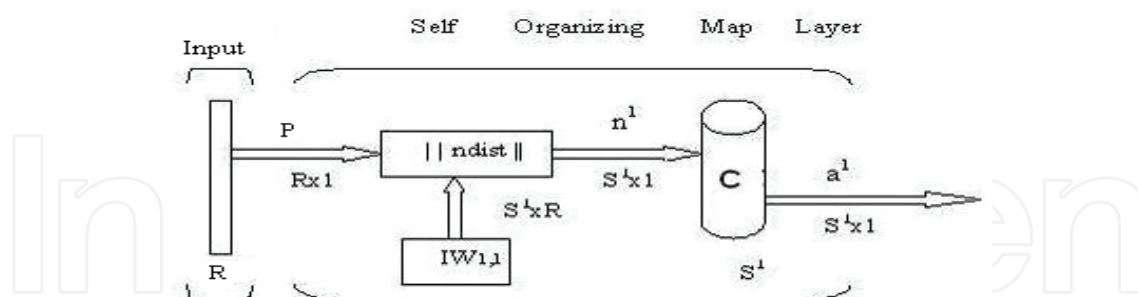 Self Organizing Map Layer
Input
P
n¹
|| ndist ||
a¹
C
Rx1
S¹x1
S¹xR
S¹x1
IW1,1
R
S¹